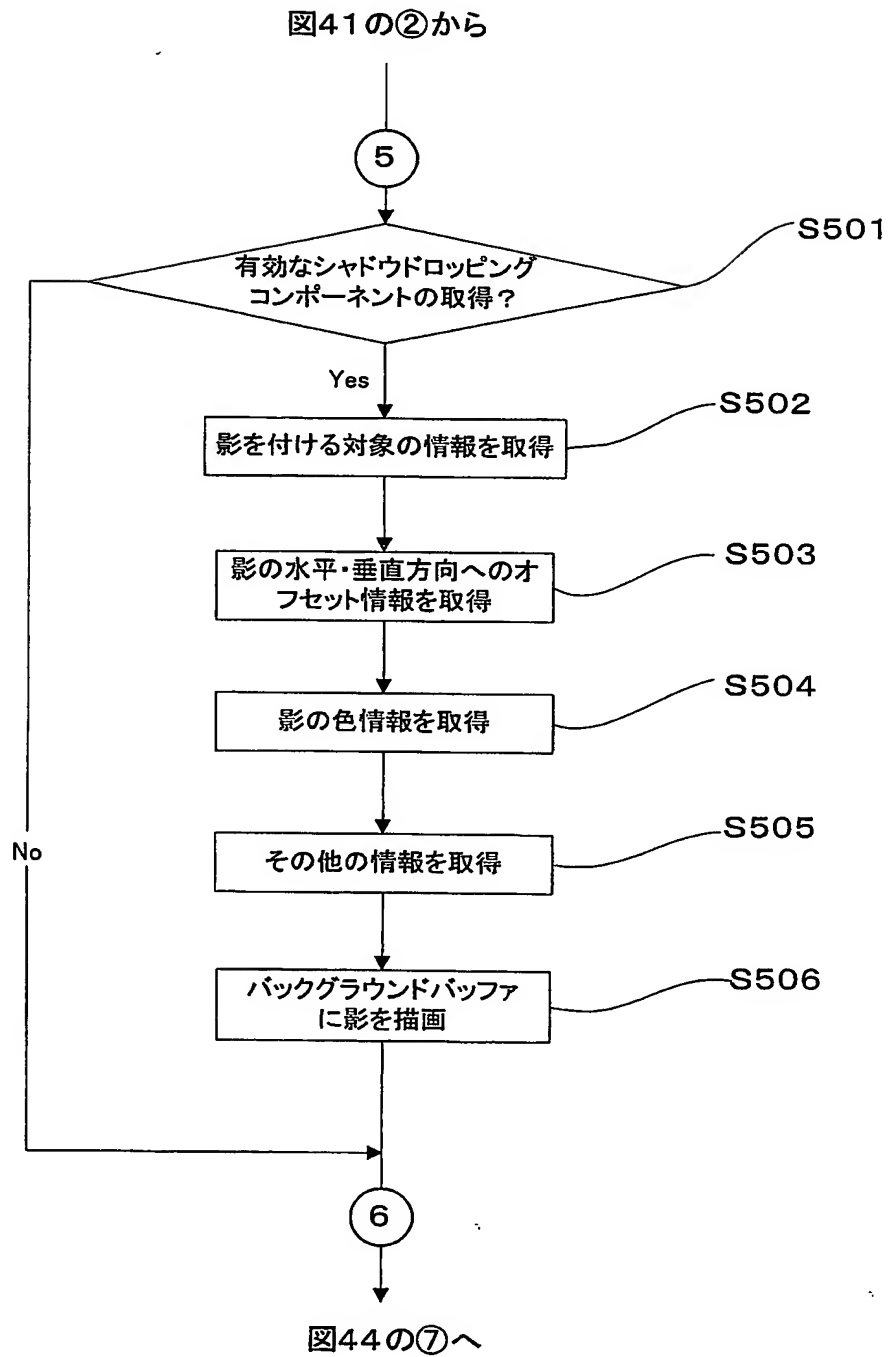 図41の②から
5
S501
有効なシャドウドロッピング
コンポーネントの取得？
Yes
S502
影を付ける対象の情報を取得
S503
影の水平・垂直方向へのオ
フセット情報を取得
S504
影の色情報を取得
S505
No
その他の情報を取得
S506
バックグラウンドバッファ
に影を描画
6
図44の⑦へ